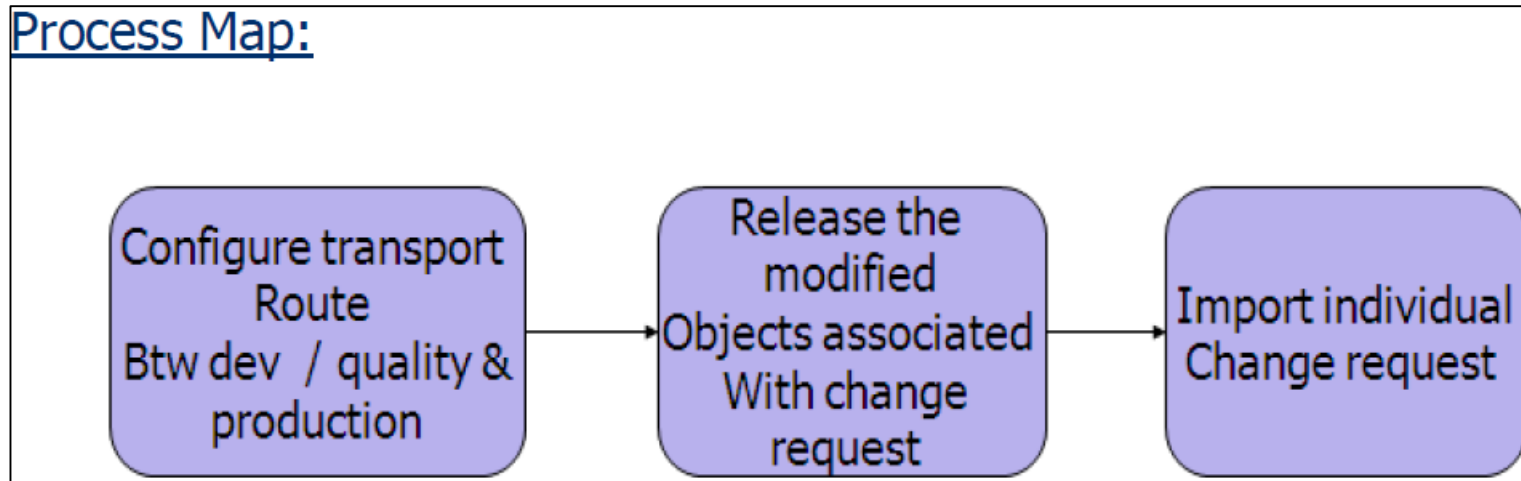 Process Map:
Configure transport
Route
Btw dev / quality &
production
Release the
modified
Objects associated
With change
request
Import individual
Change request